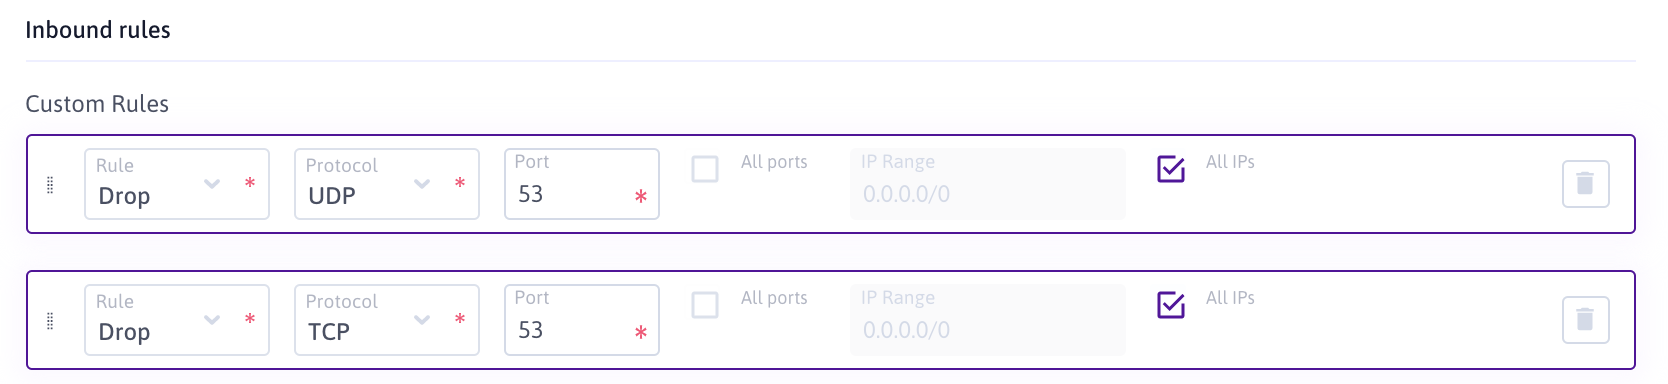 Inbound rules
Custom Rules
Rule Protocol Port All ports IP Range All IPs
Drop * UDP * 53 * 0.0.0.0/0
Rule Protocol Port All ports IP Range All IPs
Drop * TCP * 53 * 0.0.0.0/0